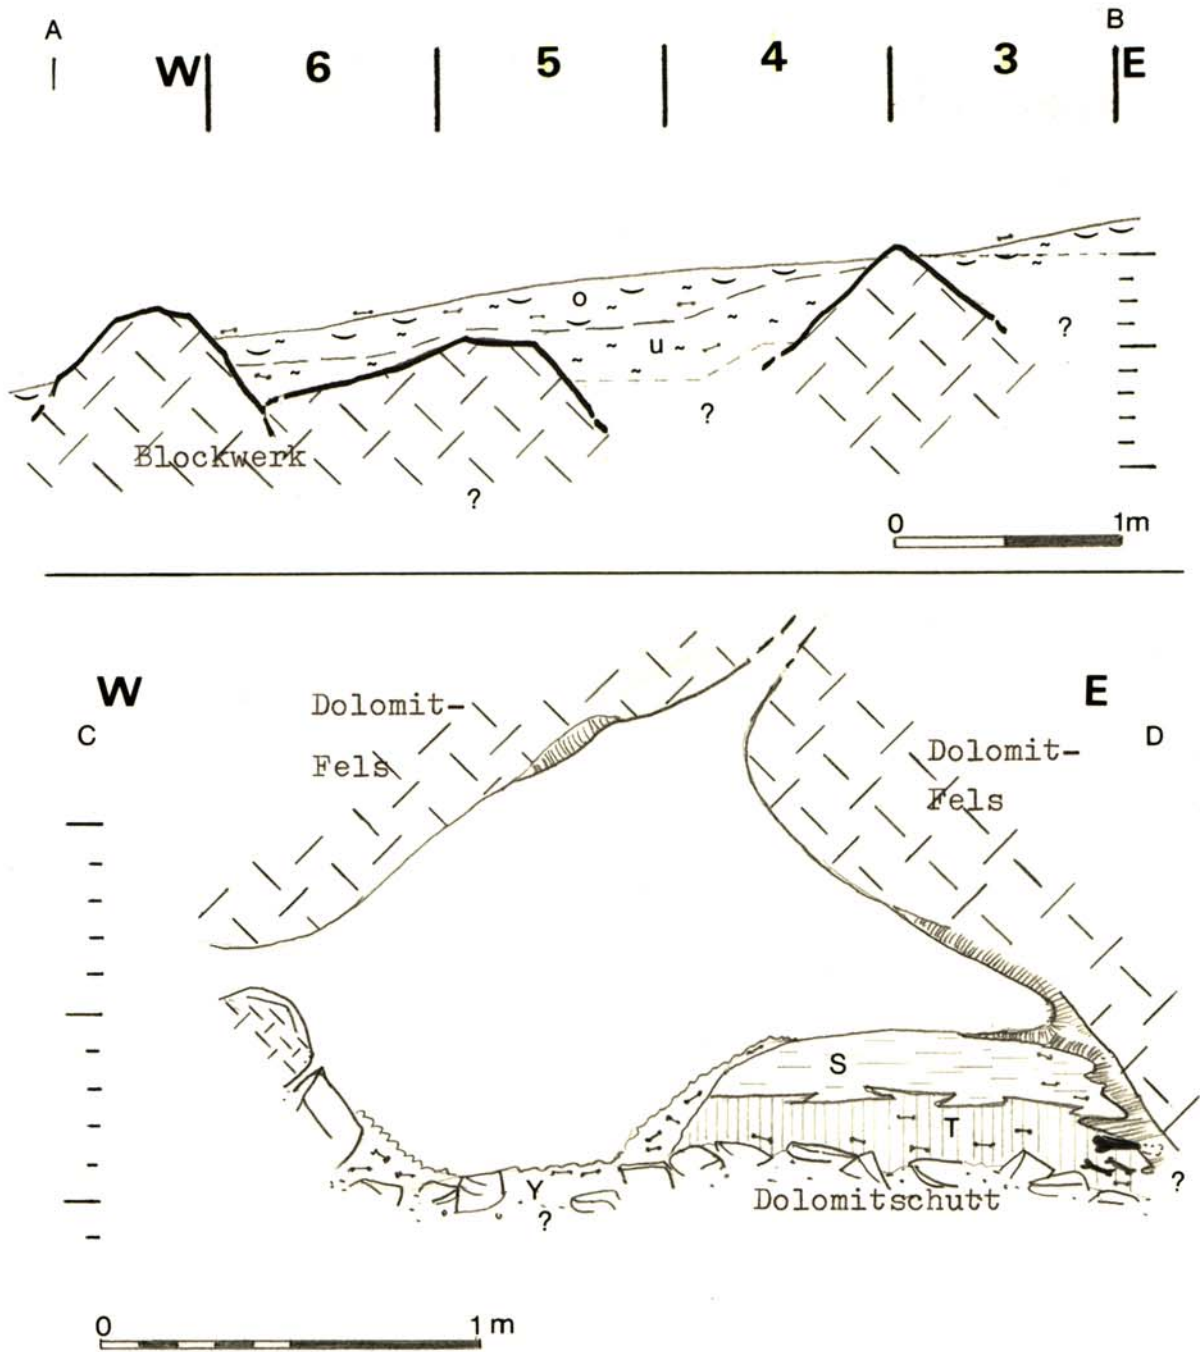 A B
W 6 5 4 3 E
o
u
?
?
Blockwerk
?
0 1m
W E
C D
Dolomit-
Fels
Dolomit-
Fels
S
T
Y
?
Dolomitschutt
?
0 1 m